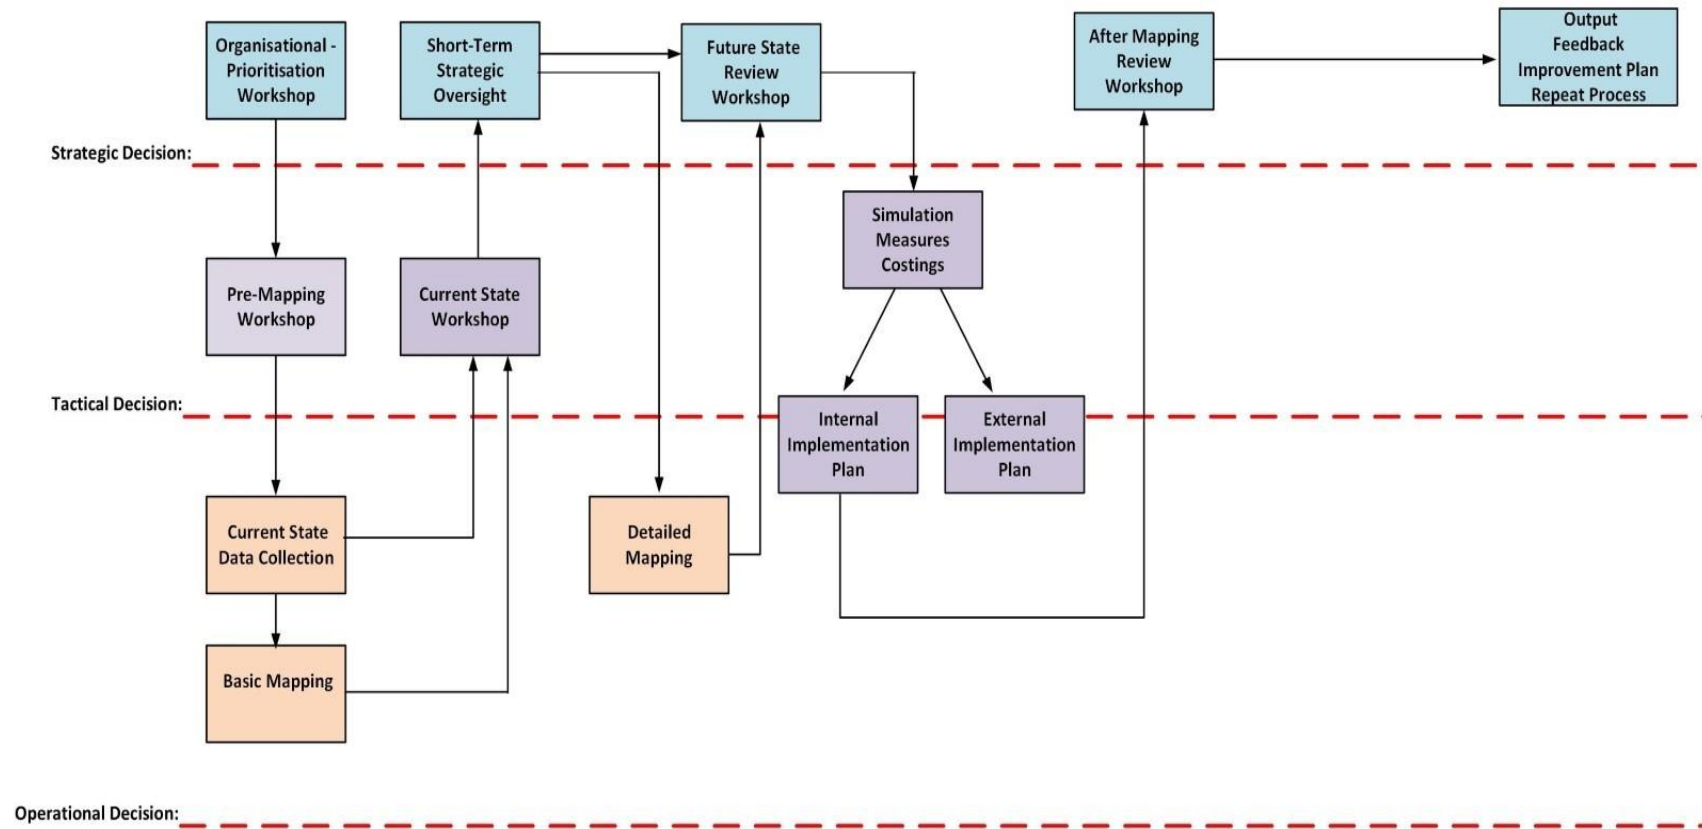 Organisational -
Prioritisation
Workshop
Short-Term
Strategic
Oversight
Future State
Review
Workshop
After Mapping
Review
Workshop
Output
Feedback
Improvement Plan
Repeat Process
Strategic Decision:
Simulation
Measures
Costings
Pre-Mapping
Workshop
Current State
Workshop
Tactical Decision:
Internal
Implementation
Plan
External
Implementation
Plan
Current State
Data Collection
Detailed
Mapping
Basic Mapping
Operational Decision: